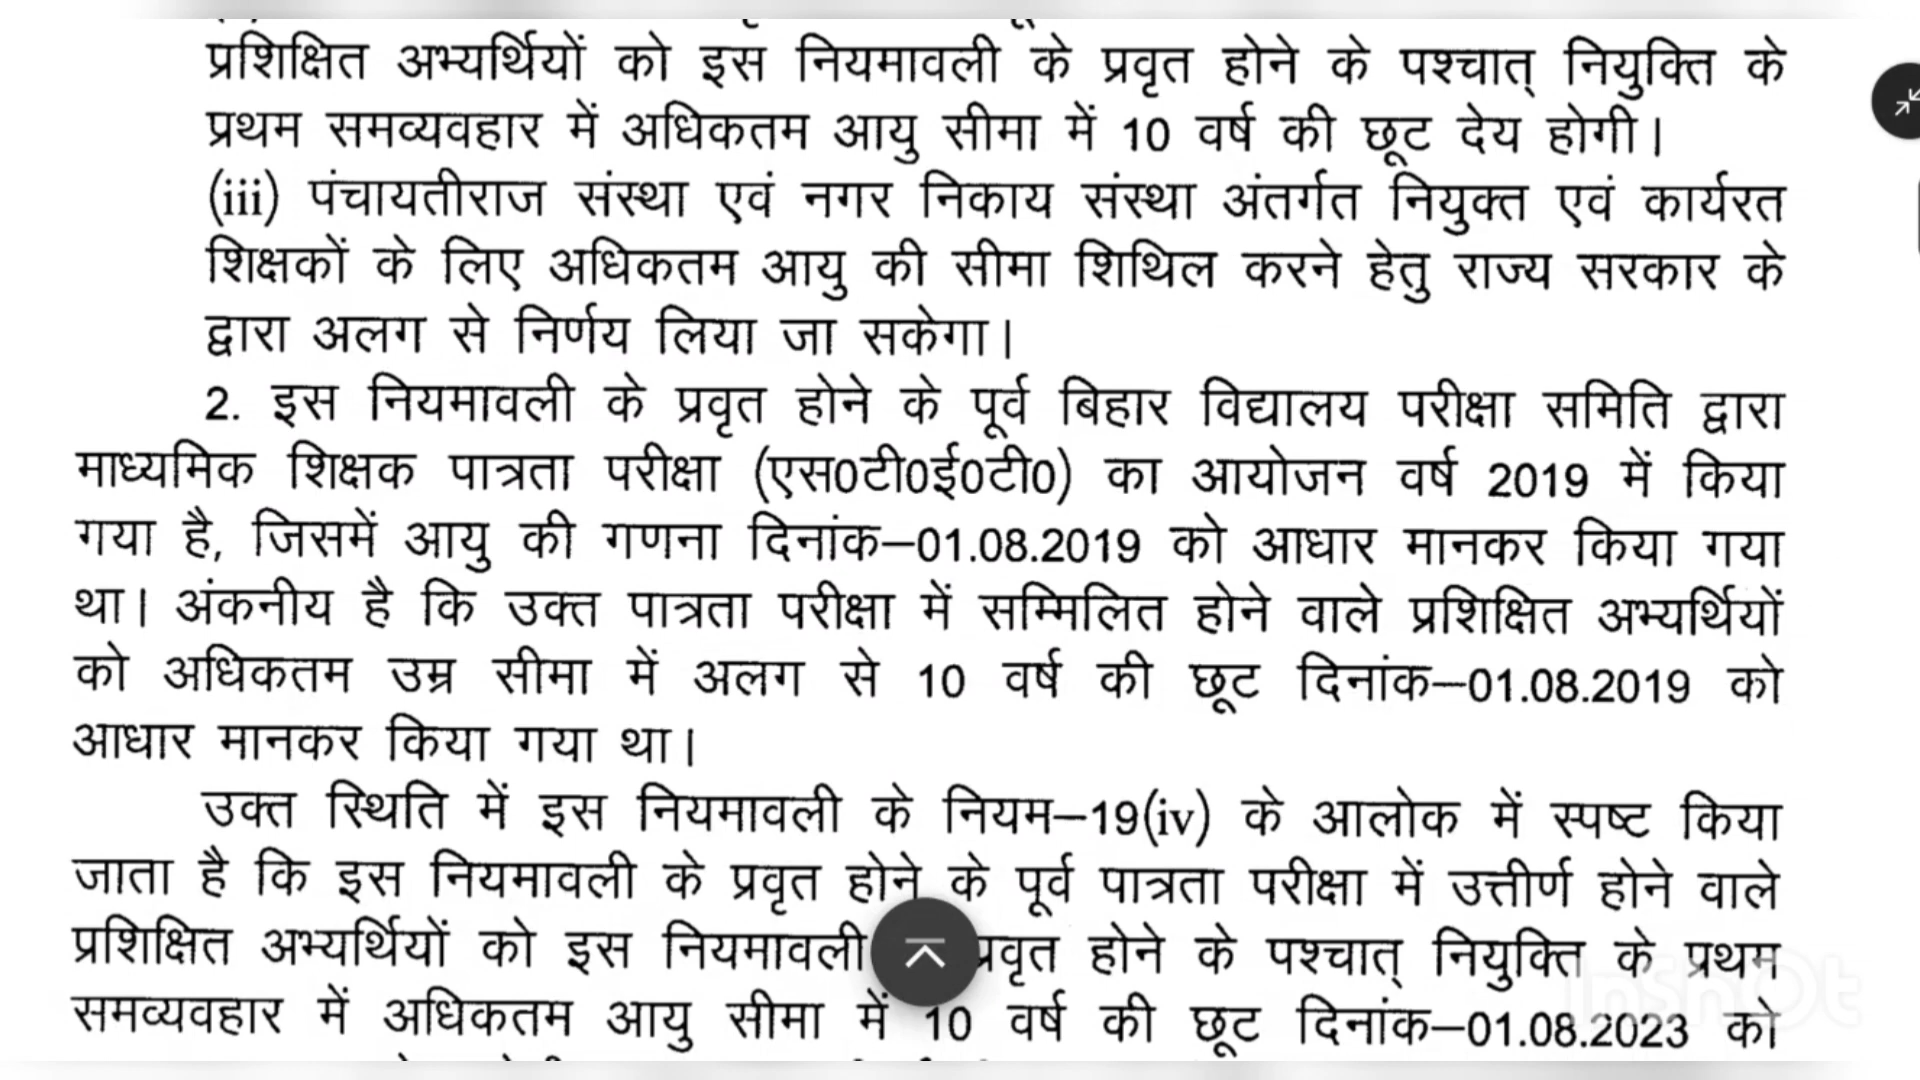 प्रशिक्षित अभ्यर्थियों को इस नियमावली के प्रवृत होने के पश्चात् नियुक्ति के
प्रथम समव्यवहार में अधिकतम आयु सीमा में 10 वर्ष की छूट देय होगी।
(iii) पंचायतीराज संस्था एवं नगर निकाय संस्था अंतर्गत नियुक्त एवं कार्यरत
शिक्षकों के लिए अधिकतम आयु की सीमा शिथिल करने हेतु राज्य सरकार के
द्वारा अलग से निर्णय लिया जा सकेगा।
2. इस नियमावली के प्रवृत होने के पूर्व बिहार विद्यालय परीक्षा समिति द्वारा
माध्यमिक शिक्षक पात्रता परीक्षा (एस0टी0ई0टी0) का आयोजन वर्ष 2019 में किया
गया है, जिसमें आयु की गणना दिनांक–01.08.2019 को आधार मानकर किया गया
था। अंकनीय है कि उक्त पात्रता परीक्षा में सम्मिलित होने वाले प्रशिक्षित अभ्यर्थियों
को अधिकतम उम्र सीमा में अलग से 10 वर्ष की छूट दिनांक–01.08.2019 को
आधार मानकर किया गया था।
उक्त स्थिति में इस नियमावली के नियम–19(iv) के आलोक में स्पष्ट किया
जाता है कि इस नियमावली के प्रवृत होने के पूर्व पात्रता परीक्षा में उत्तीर्ण होने वाले
प्रशिक्षित अभ्यर्थियों को इस नियमावली प्रवृत होने के पश्चात् नियुक्ति के प्रथम
समव्यवहार में अधिकतम आयु सीमा में 10 वर्ष की छूट दिनांक–01.08.2023 को
InShOt